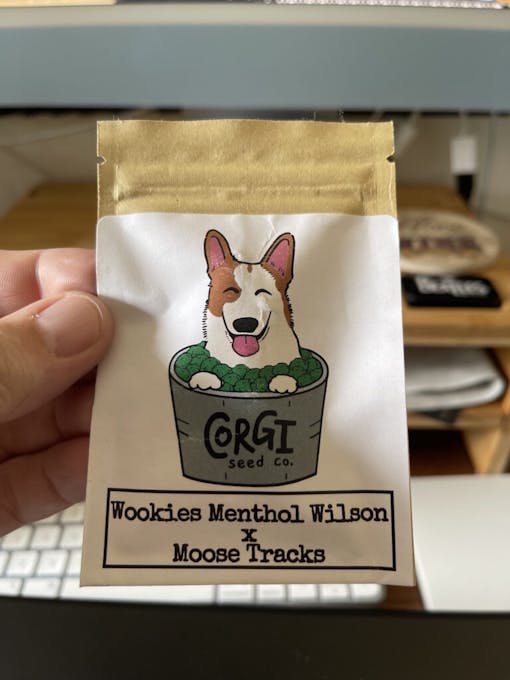 CORGI
seed co.
Wookies Menthol Wilson
x
Moose Tracks